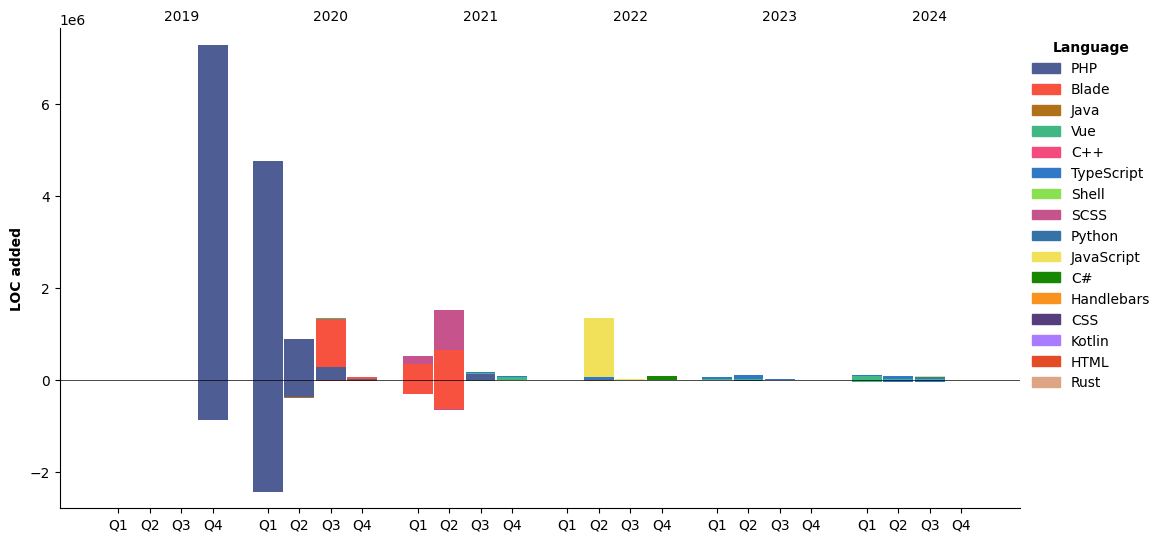 1e6
2019 2020 2021 2022 2023 2024
6
4
2
0
−2
LOC added
Q1 Q2 Q3 Q4 Q1 Q2 Q3 Q4 Q1 Q2 Q3 Q4 Q1 Q2 Q3 Q4 Q1 Q2 Q3 Q4 Q1 Q2 Q3 Q4
Language
PHP
Blade
Java
Vue
C++
TypeScript
Shell
SCSS
Python
JavaScript
C#
Handlebars
CSS
Kotlin
HTML
Rust